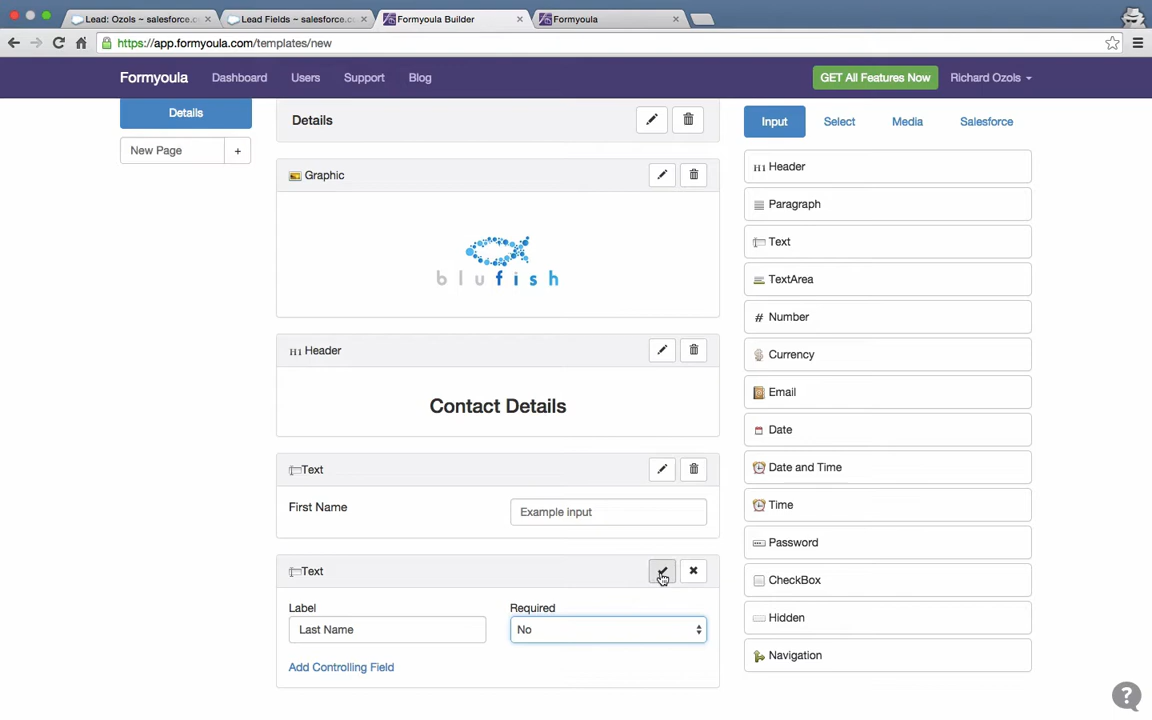 Lead: Ozols ~ salesforce.c
Lead Fields ~ salesforce.c
Formyoula Builder
Formyoula
https://app.formyoula.com/templates/new
Formyoula
Dashboard
Users
Support
Blog
GET All Features Now
Richard Ozols
Details
New Page
+
Details
Graphic
blufish
H1 Header
Contact Details
Text
First Name
Example input
Text
Label
Required
Last Name
No
Add Controlling Field
Input
Select
Media
Salesforce
H1 Header
Paragraph
Text
TextArea
# Number
Currency
Email
Date
Date and Time
Time
Password
CheckBox
Hidden
Navigation
?